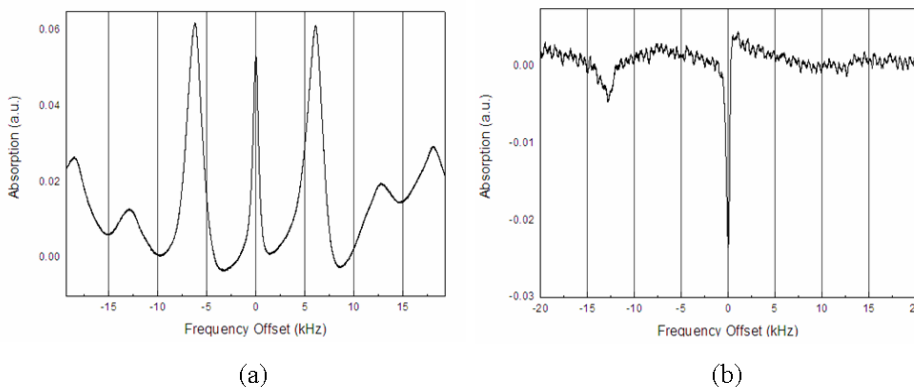 0.06
0.04
0.02
0.00
Absorption (a.u.)
-15 -10 -5 0 5 10 15
Frequency Offset (kHz)
(a)
0.00
-0.01
-0.02
-0.03
Absorption (a.u.)
-20 -15 -10 -5 0 5 10 15 20
Frequency Offset (kHz)
(b)